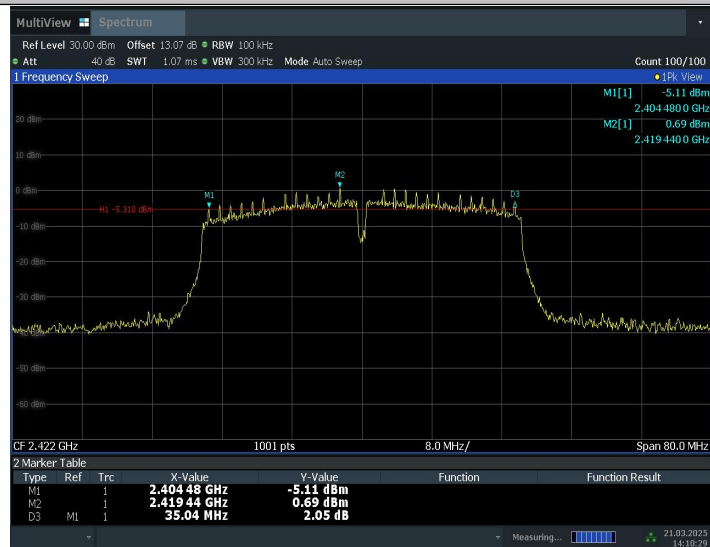 MultiView Spectrum
Ref Level 30.00 dBm Offset 13.07 dB RBW 100 kHz
Att 40 dB SWT 1.07 ms VBW 300 kHz Mode Auto Sweep Count 100/100
1 Frequency Sweep 1Pk View
M1[1] -5.11 dBm
2.404 480 0 GHz
20 dBm
M2[1] 0.69 dBm
2.419 440 0 GHz
10 dBm
M2
0 dBm
M1 D3
H1 -5.310 dBm
-10 dBm
-20 dBm
-30 dBm
-40 dBm
-50 dBm
-60 dBm
CF 2.422 GHz 1001 pts 8.0 MHz/ Span 80.0 MHz
2 Marker Table
Type Ref Trc X-Value Y-Value Function Function Result
M1 1 2.404 48 GHz -5.11 dBm
M2 1 2.419 44 GHz 0.69 dBm
D3 M1 1 35.04 MHz 2.05 dB
Measuring... 21.03.2025
14:10:29